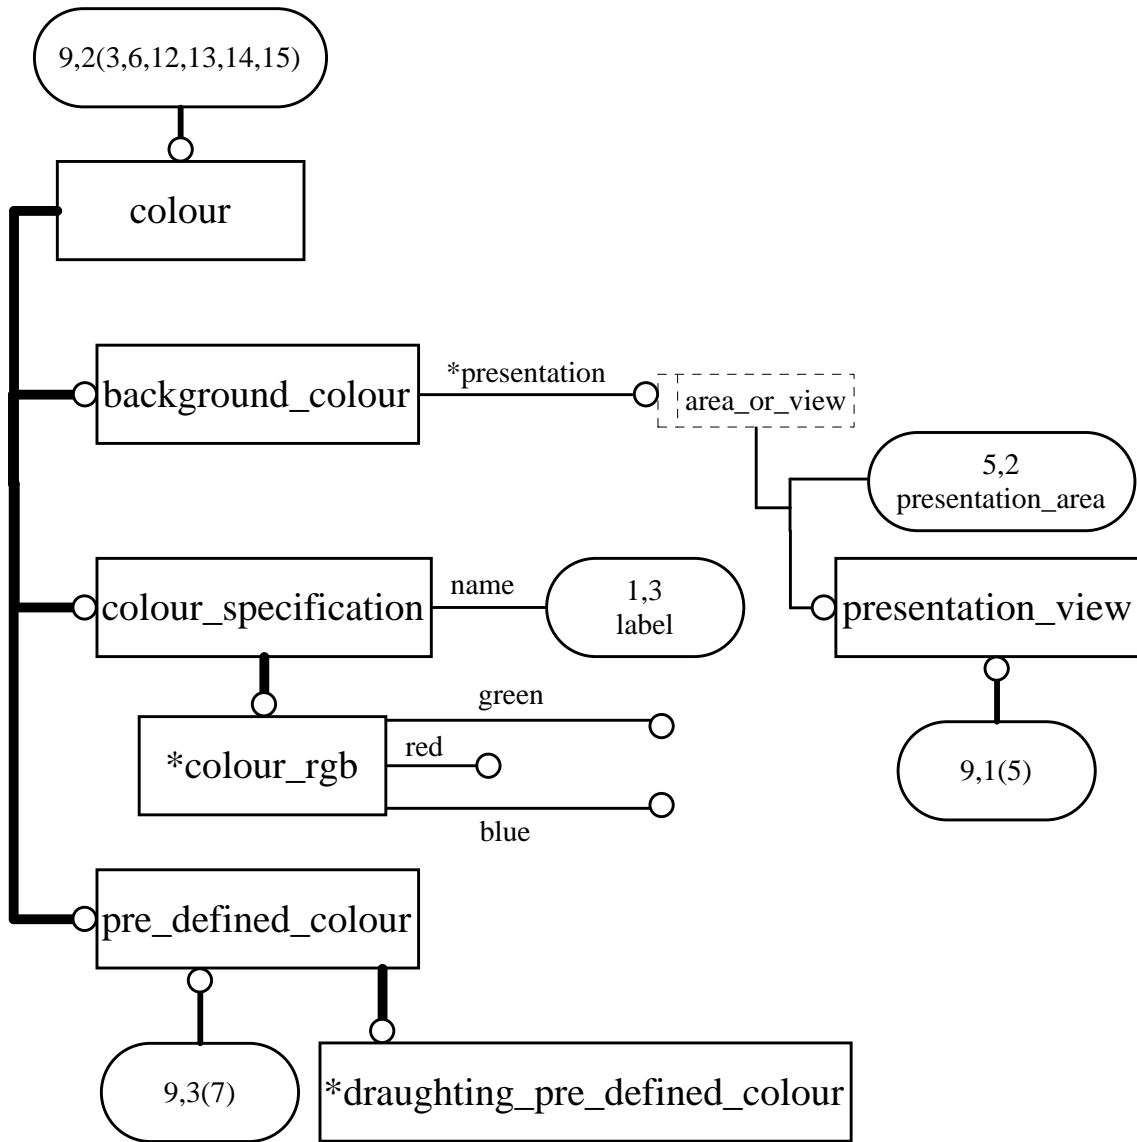 9,2(3,6,12,13,14,15)
colour
background_colour
*presentation
area_or_view
5,2
presentation_area
colour_specification
name
1,3
label
presentation_view
green
*colour_rgb
red
blue
9,1(5)
pre_defined_colour
9,3(7)
*draughting_pre_defined_colour